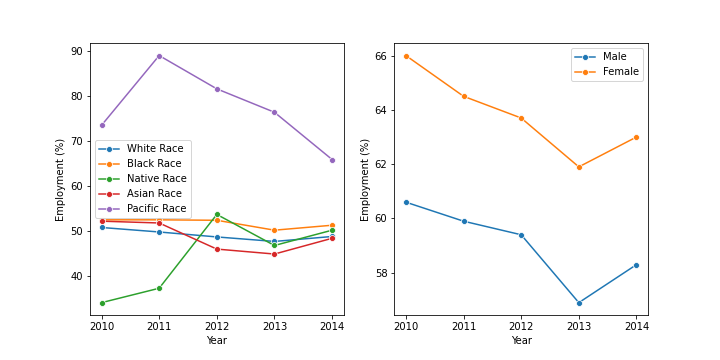 90
80
70
60
50
40
Employment (%)
2010 2011 2012 2013 2014
Year
White Race
Black Race
Native Race
Asian Race
Pacific Race
66
64
62
60
58
Employment (%)
2010 2011 2012 2013 2014
Year
Male
Female